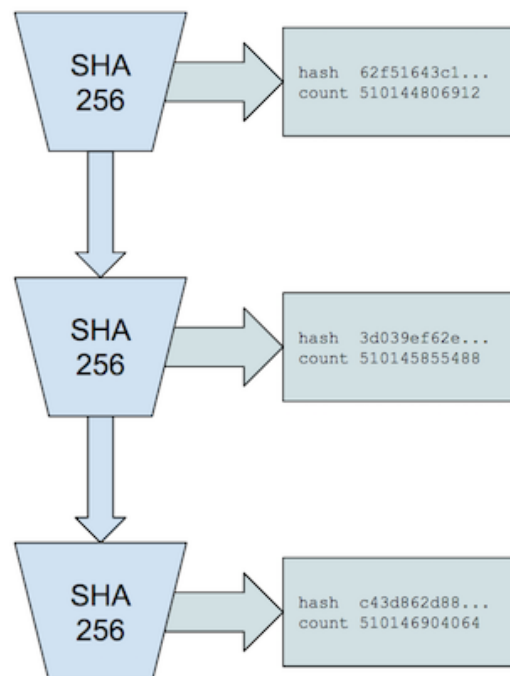 SHA
256
hash 62f51643c1...
count 510144806912
SHA
256
hash 3d039ef62e...
count 510145855488
SHA
256
hash c43d862d88...
count 510146904064